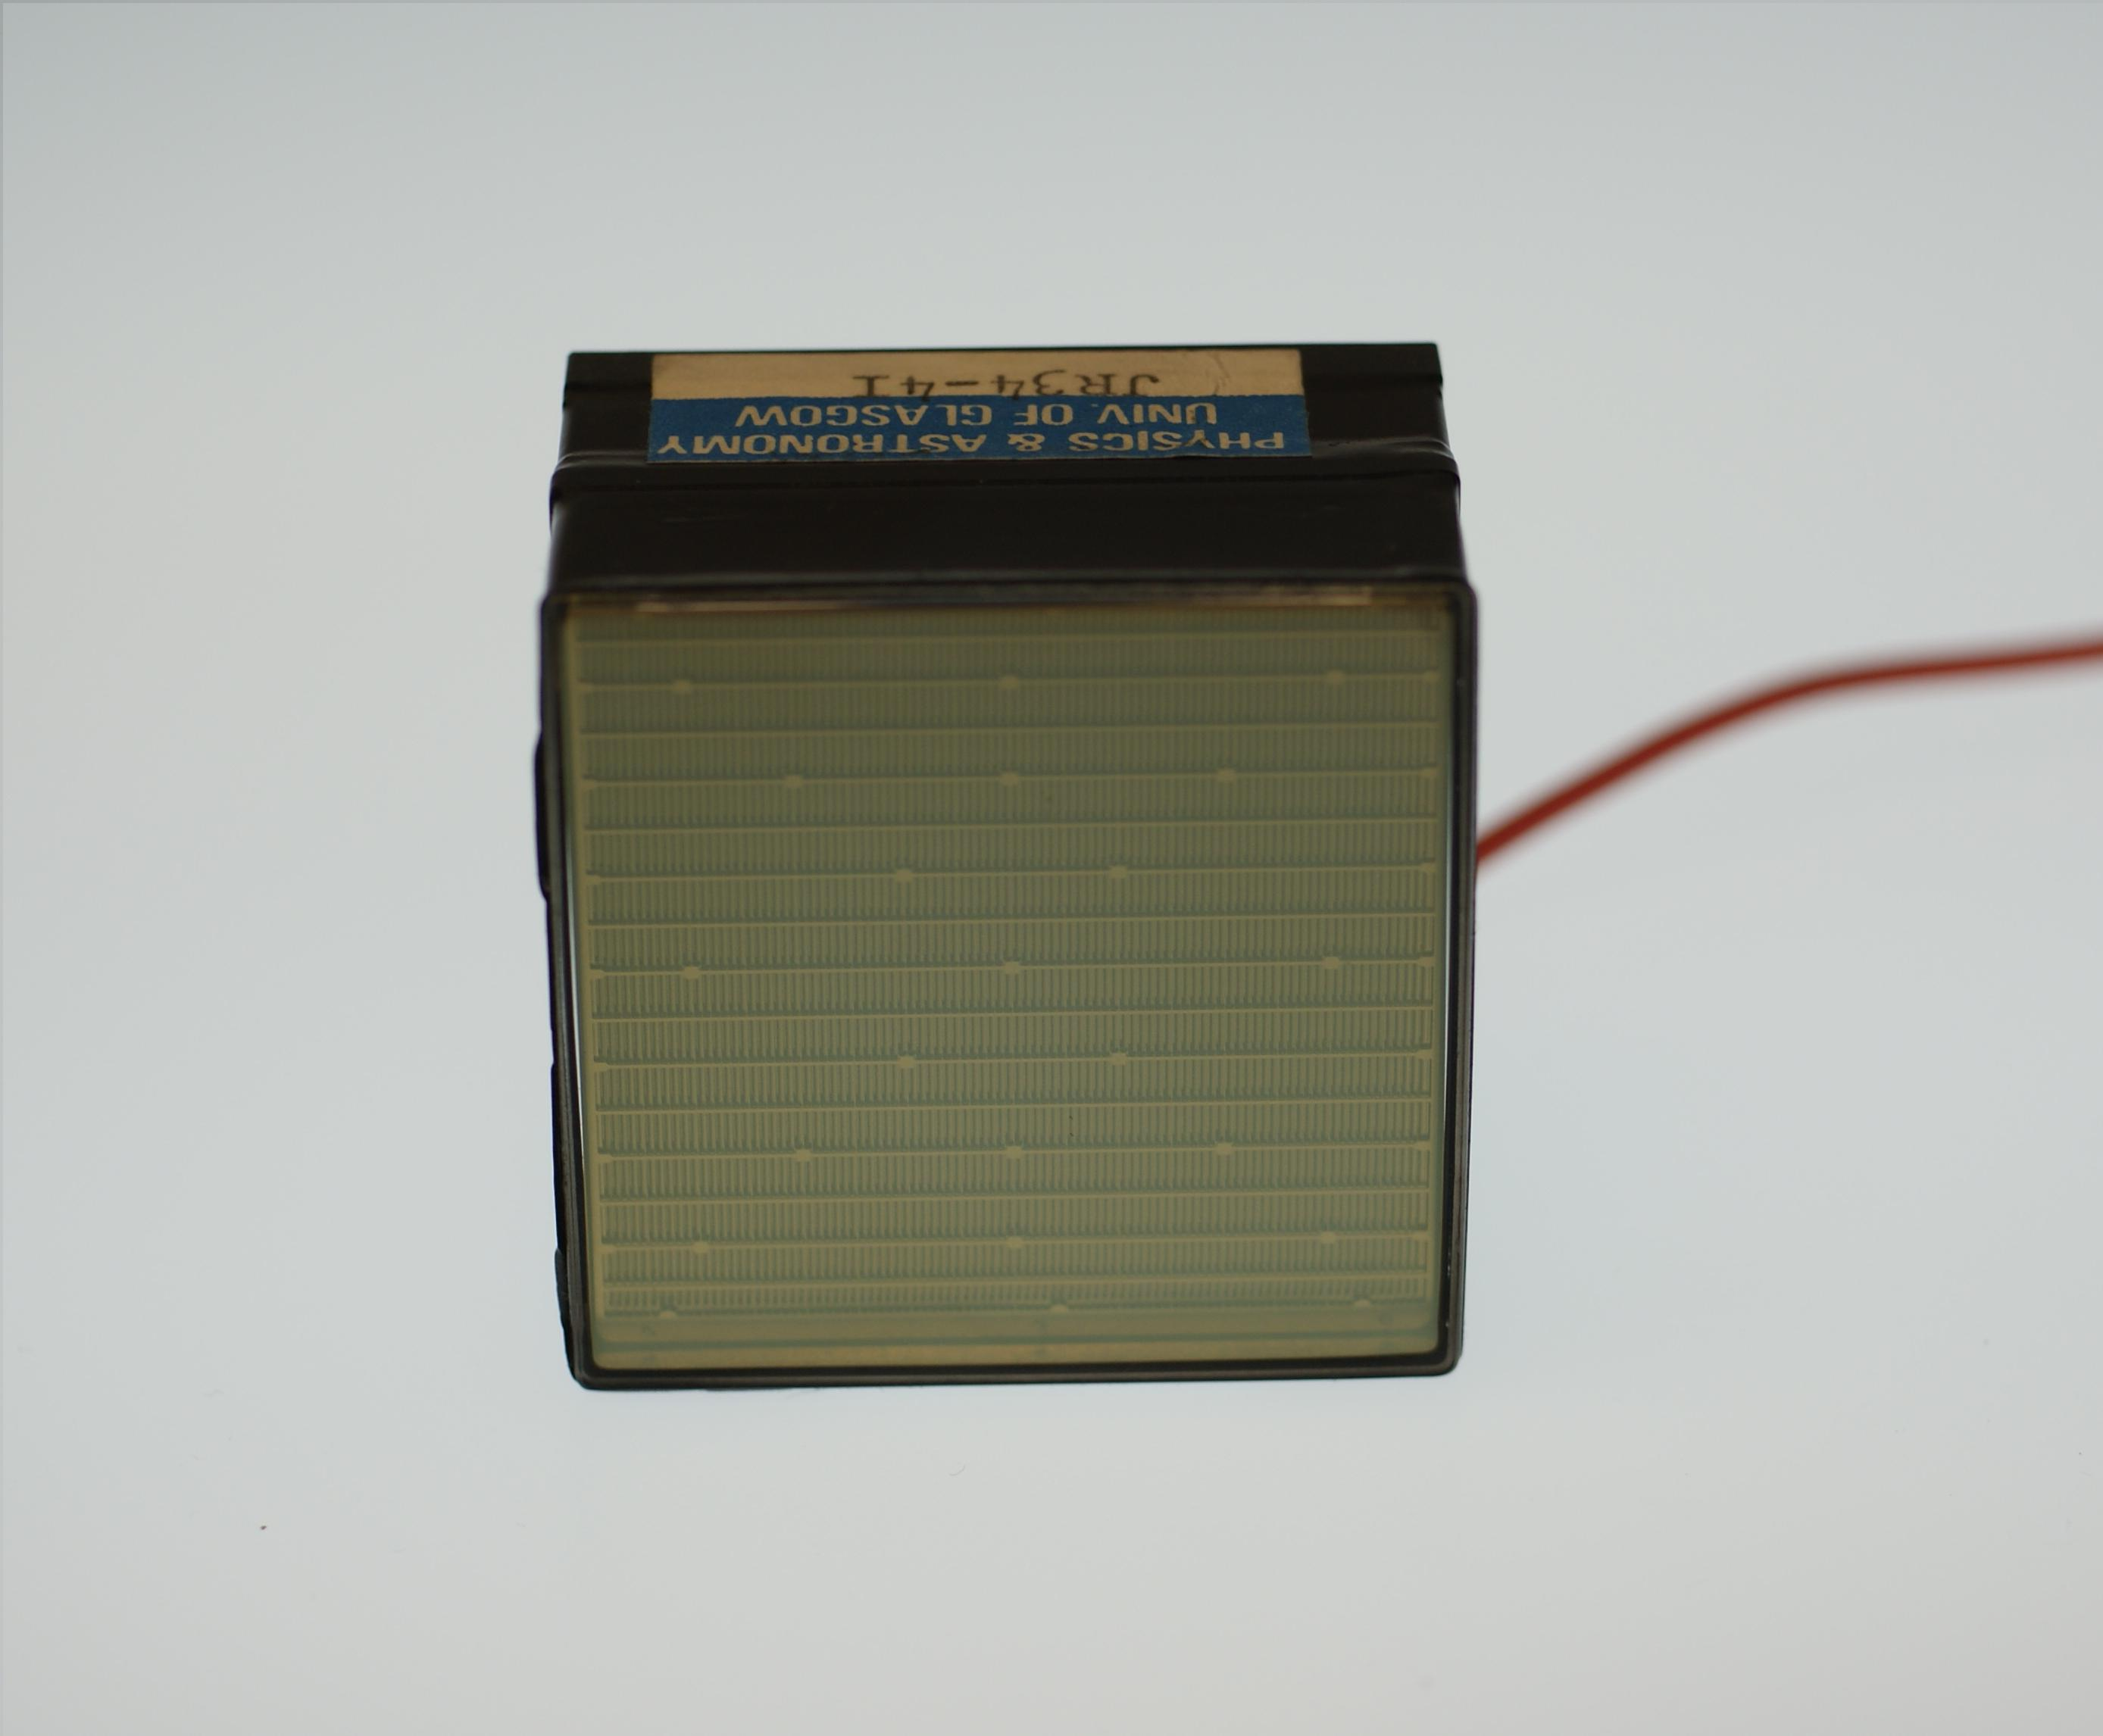 PHYSICS & ASTRONOMY
UNIV. OF GLASGOW
JR34-41